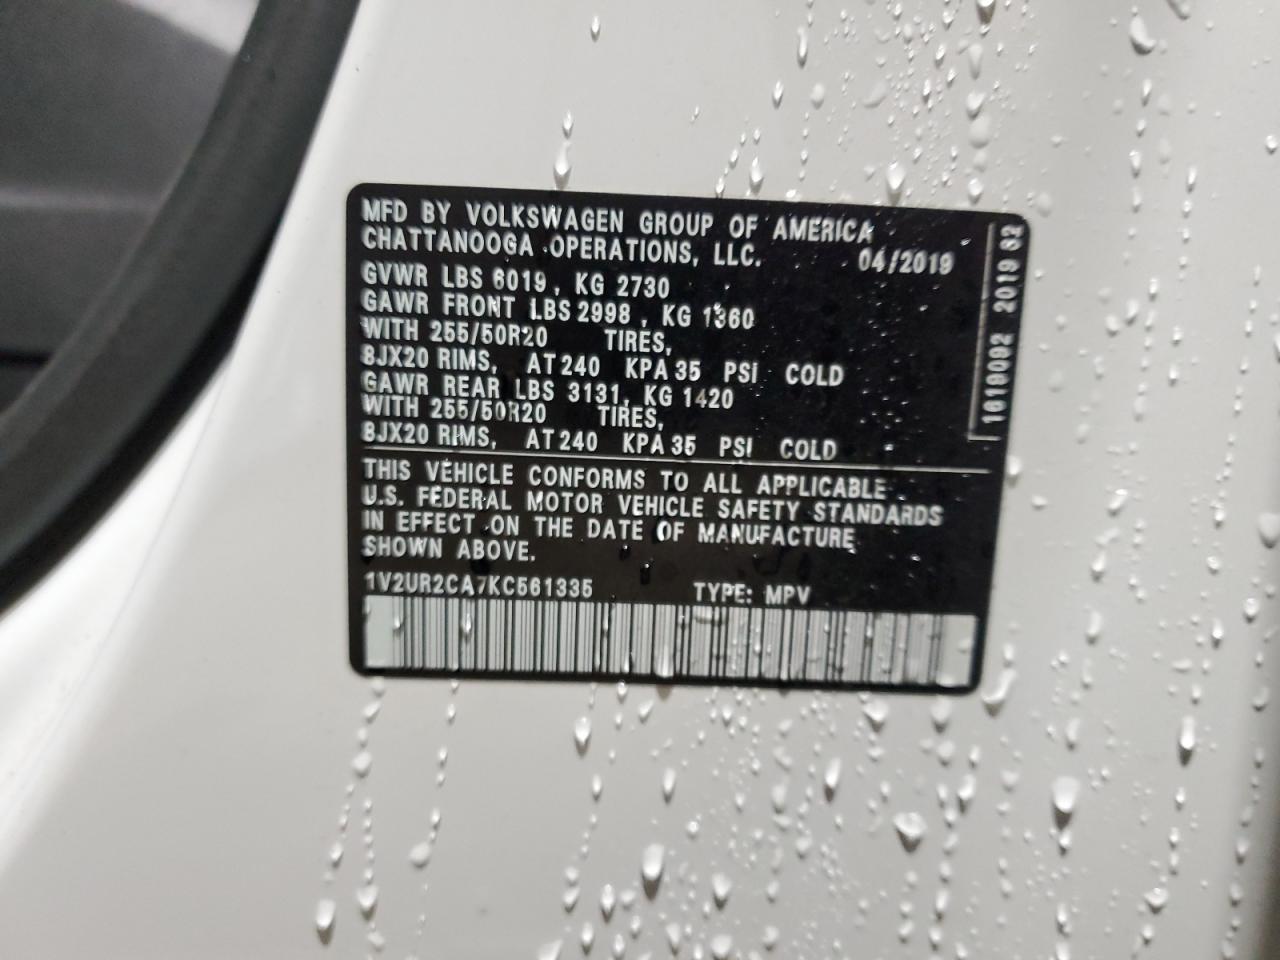 MFD BY VOLKSWAGEN GROUP OF AMERICA
CHATTANOOGA OPERATIONS, LLC. 04/2019
GVWR LBS 6019, KG 2730
GAWR FRONT LBS 2998, KG 1360
WITH 255/50R20 TIRES,
8JX20 RIMS, AT 240 KPA 35 PSI COLD
GAWR REAR LBS 3131, KG 1420
WITH 255/50R20 TIRES,
8JX20 RIMS, AT 240 KPA 35 PSI COLD
THIS VEHICLE CONFORMS TO ALL APPLICABLE
U.S. FEDERAL MOTOR VEHICLE SAFETY STANDARDS
IN EFFECT ON THE DATE OF MANUFACTURE
SHOWN ABOVE.
1V2UR2CA7KC561335 TYPE: MPV
2019 32